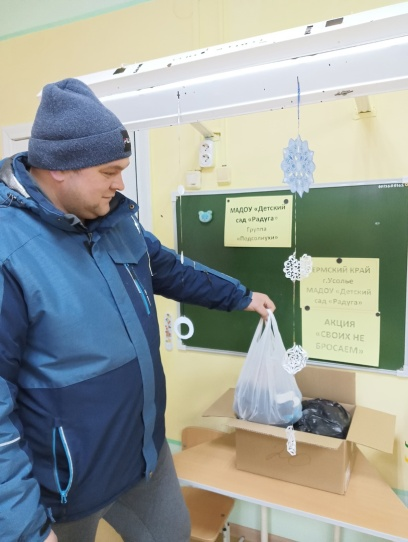 МАДОУ «Детский
сад «Радуга»
Группа
«Подсолнухи»
ПЕРМСКИЙ КРАЙ
г.Усолье
МАДОУ «Детский
сад «Радуга»
АКЦИЯ
«СВОИХ НЕ
БРОСАЕМ»